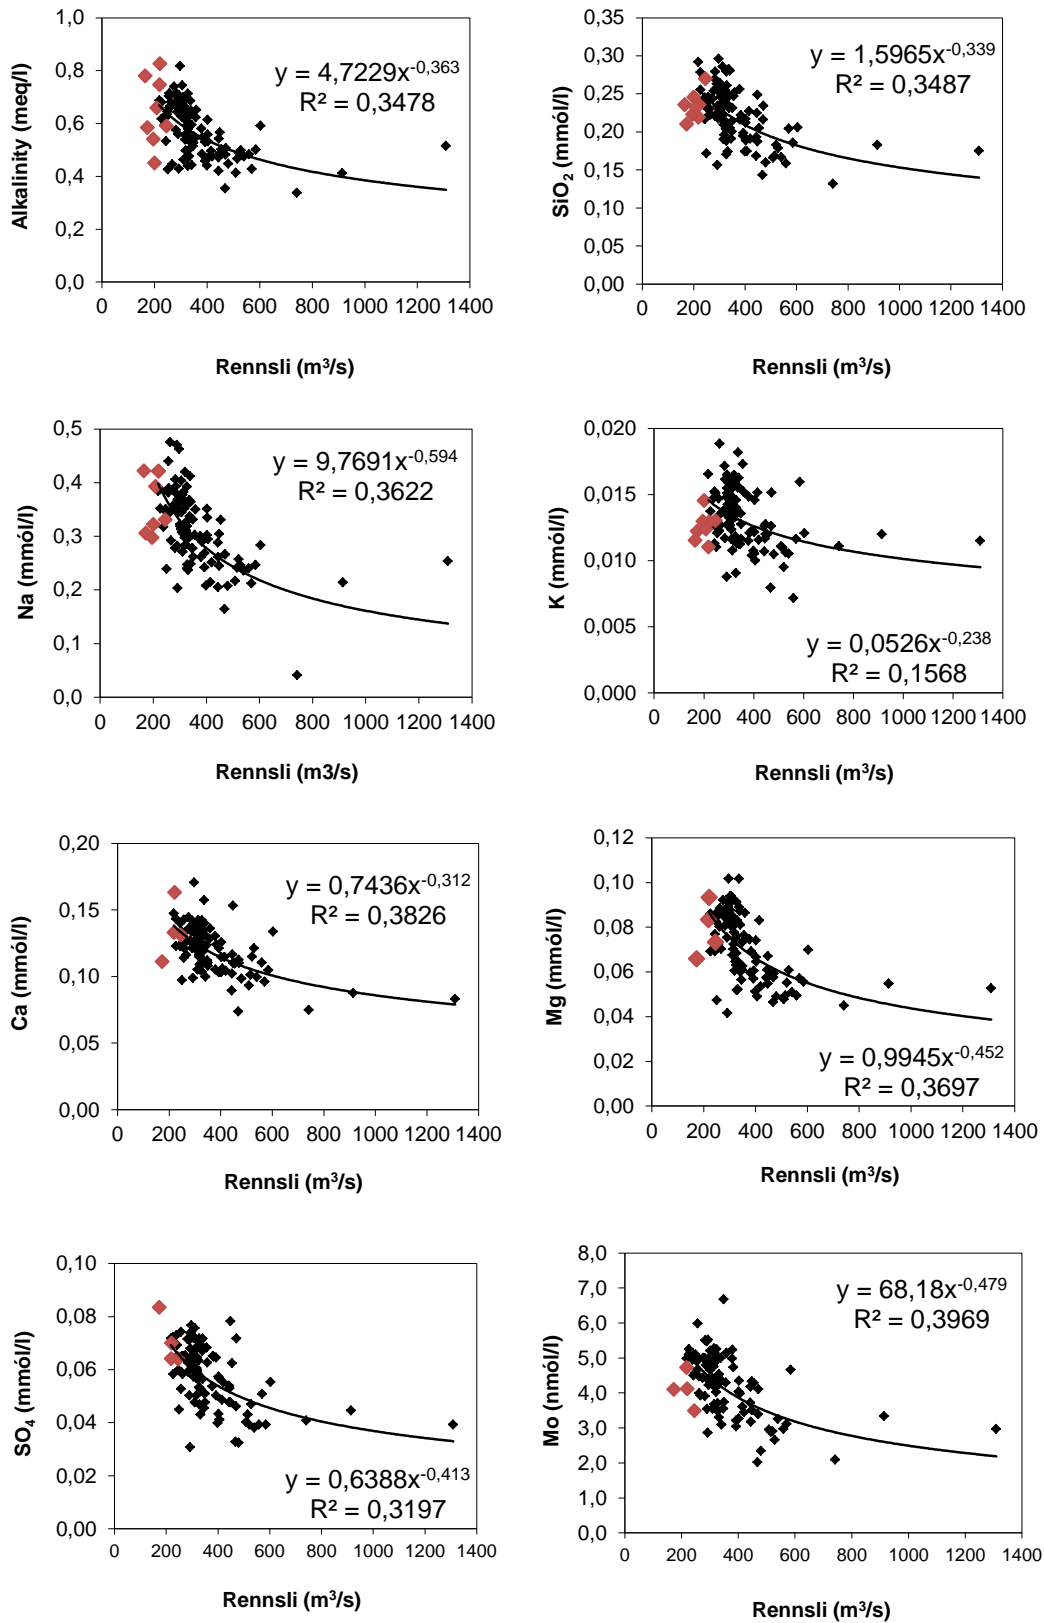 Alkalinity (meq/l)
1,0
0,8
0,6
0,4
0,2
0,0
y = 4,7229x^-0,363
R² = 0,3478
0 200 400 600 800 1000 1200 1400
Rennsli (m³/s)
SiO₂ (mmól/l)
0,35
0,30
0,25
0,20
0,15
0,10
0,05
0,00
y = 1,5965x^-0,339
R² = 0,3487
0 200 400 600 800 1000 1200 1400
Rennsli (m³/s)
Na (mmól/l)
0,5
0,4
0,3
0,2
0,1
0,0
y = 9,7691x^-0,594
R² = 0,3622
0 200 400 600 800 1000 1200 1400
Rennsli (m3/s)
K (mmól/l)
0,020
0,015
0,010
0,005
0,000
y = 0,0526x^-0,238
R² = 0,1568
0 200 400 600 800 1000 1200 1400
Rennsli (m³/s)
Ca (mmól/l)
0,20
0,15
0,10
0,05
0,00
y = 0,7436x^-0,312
R² = 0,3826
0 200 400 600 800 1000 1200 1400
Rennsli (m³/s)
Mg (mmól/l)
0,12
0,10
0,08
0,06
0,04
0,02
0,00
y = 0,9945x^-0,452
R² = 0,3697
0 200 400 600 800 1000 1200 1400
Rennsli (m³/s)
SO₄ (mmól/l)
0,10
0,08
0,06
0,04
0,02
0,00
y = 0,6388x^-0,413
R² = 0,3197
0 200 400 600 800 1000 1200 1400
Rennsli (m³/s)
Mo (nmól/l)
8,0
7,0
6,0
5,0
4,0
3,0
2,0
1,0
0,0
y = 68,18x^-0,479
R² = 0,3969
0 200 400 600 800 1000 1200 1400
Rennsli (m³/s)